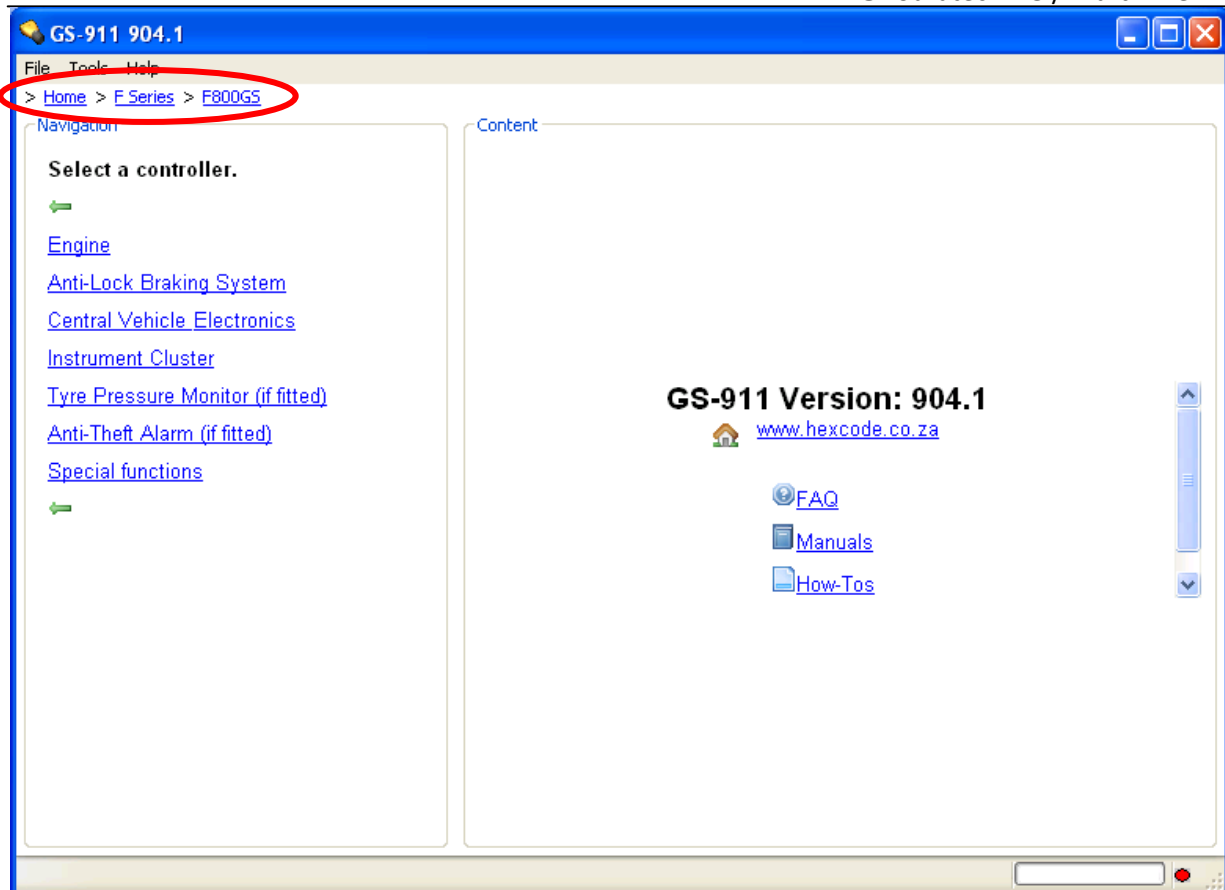 GS-911 904.1
File Tools Help
> Home > F Series > F800GS
Navigation
Content
Select a controller.
Engine
Anti-Lock Braking System
Central Vehicle Electronics
Instrument Cluster
Tyre Pressure Monitor (if fitted)
Anti-Theft Alarm (if fitted)
Special functions
GS-911 Version: 904.1
www.hexcode.co.za
FAQ
Manuals
How-Tos